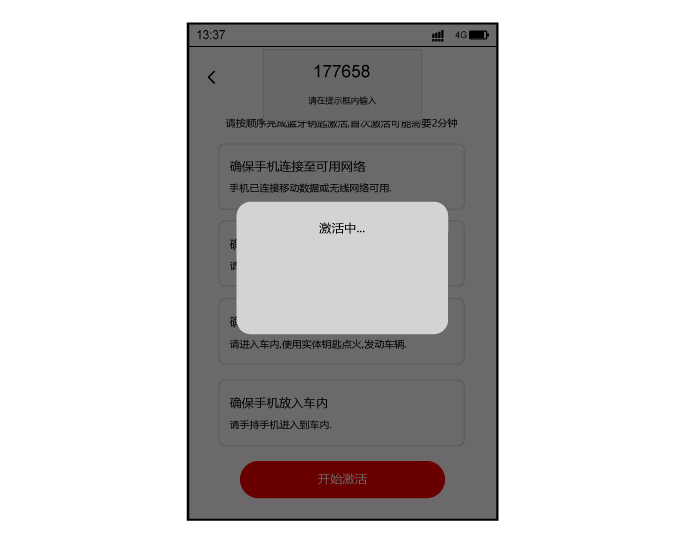 13:37
4G
177658
请在提示框内输入
请按顺序完成蓝牙钥匙激活,首次激活可能需要2分钟
确保手机连接至可用网络
手机已连接移动数据或无线网络可用.
激活中...
确
请
确
请进入车内,使用实体钥匙点火,发动车辆.
确保手机放入车内
请手持手机进入到车内.
开始激活